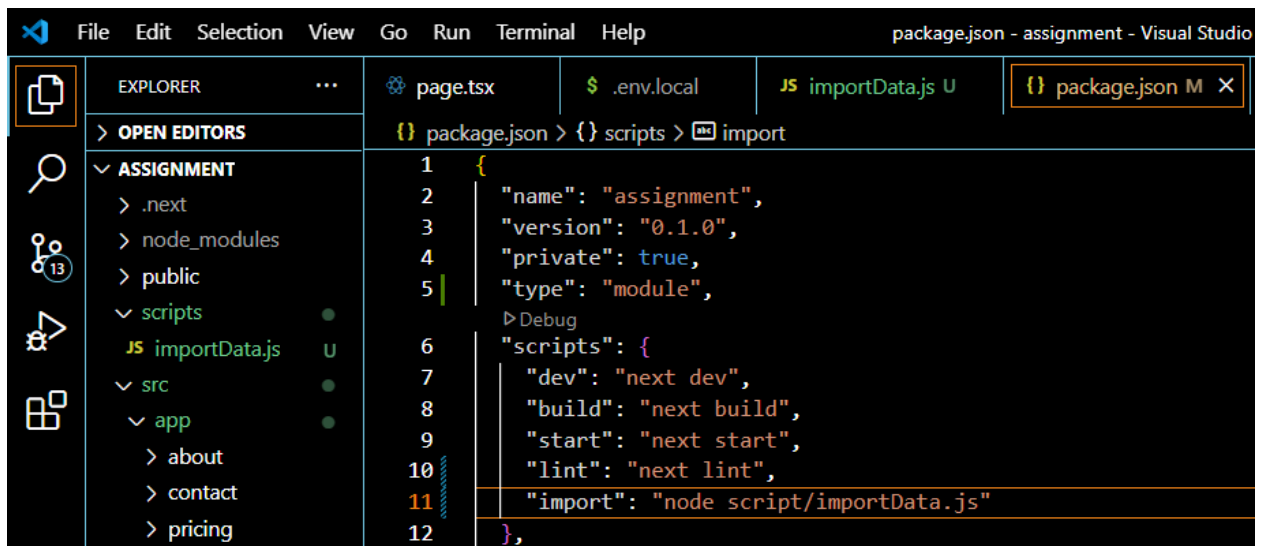 File Edit Selection View Go Run Terminal Help package.json - assignment - Visual Studio
EXPLORER ... page.tsx $ .env.local JS importData.js U {} package.json M ×
> OPEN EDITORS
{} package.json > {} scripts > abc import
ASSIGNMENT
.next
node_modules
public
scripts
JS importData.js U
src
app
about
contact
pricing
13
1 {
2 "name": "assignment",
3 "version": "0.1.0",
4 "private": true,
5 "type": "module",
Debug
6 "scripts": {
7 "dev": "next dev",
8 "build": "next build",
9 "start": "next start",
10 "lint": "next lint",
11 "import": "node script/importData.js"
12 },